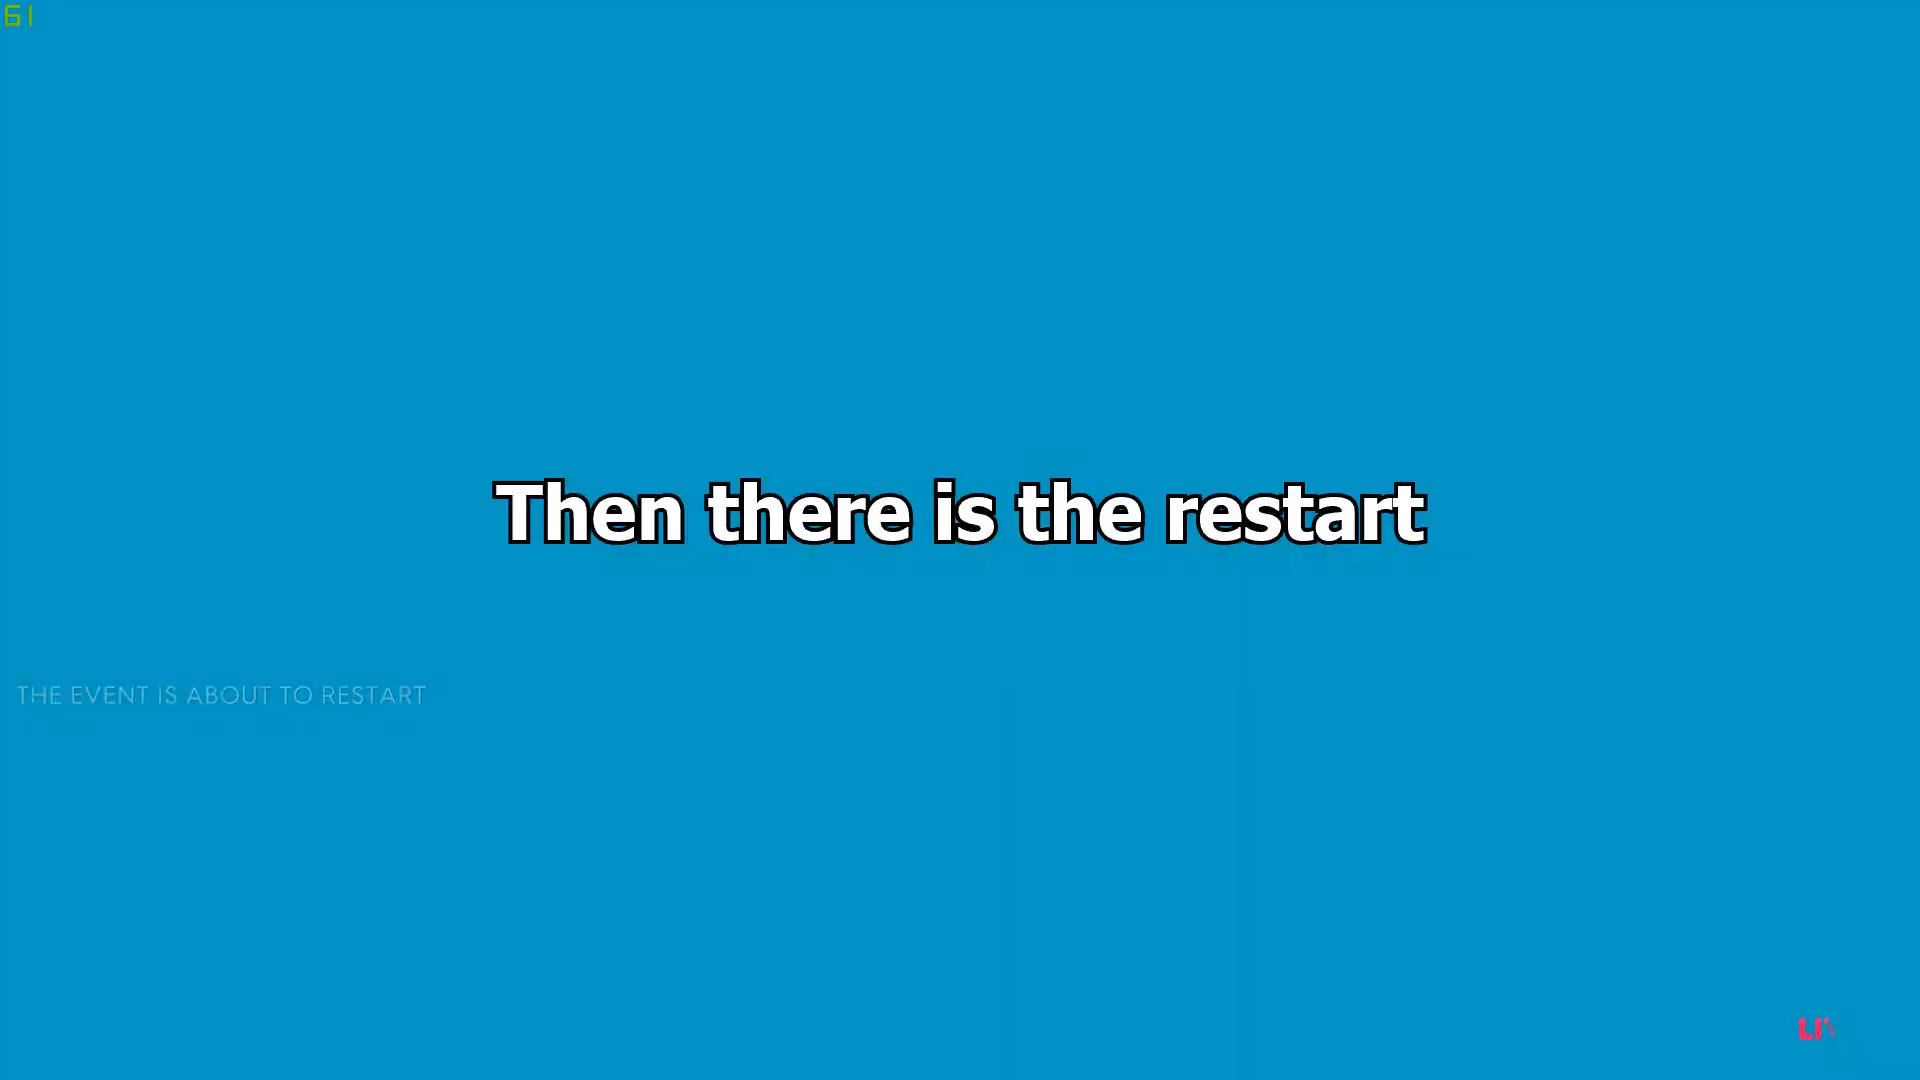 61
Then there is the restart
THE EVENT IS ABOUT TO RESTART